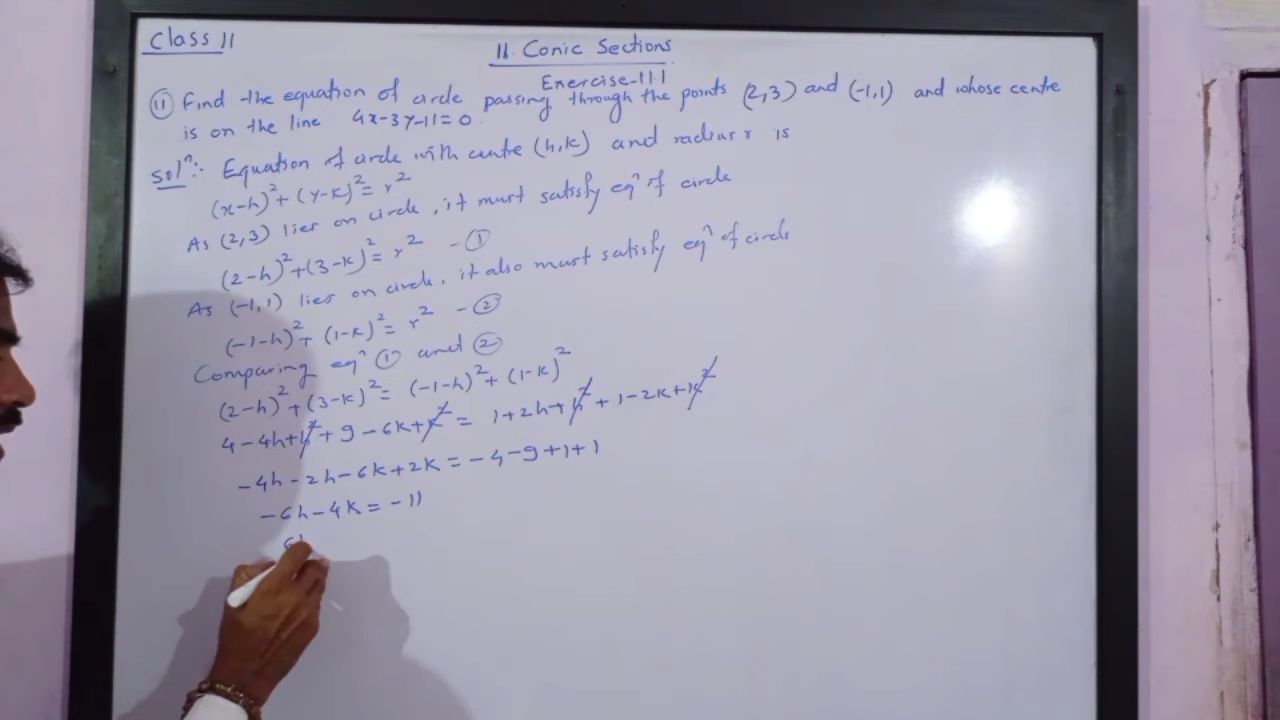 Class 11
11. Conic Sections
Exercise-11.1
⑪ Find the equation of circle passing through the points (2,3) and (-1,1) and whose centre
is on the line 4x-3y-11=0.
Solⁿ:- Equation of circle with centre (h,k) and radius r is
(x-h)²+(y-k)²=r²
As (2,3) lies on circle, it must satisfy eqⁿ of circle
(2-h)²+(3-k)²=r² -①
As (-1,1) lies on circle, it also must satisfy eqⁿ of circle
(-1-h)²+(1-k)²=r² -②
Comparing eqⁿ ① and ②
(2-h)²+(3-k)²=(-1-h)²+(1-k)²
4-4h+h²+9-6k+k²=1+2h+h²+1-2k+k²
-4h-2h-6k+2k=-4-9+1+1
-6h-4k=-11
6h